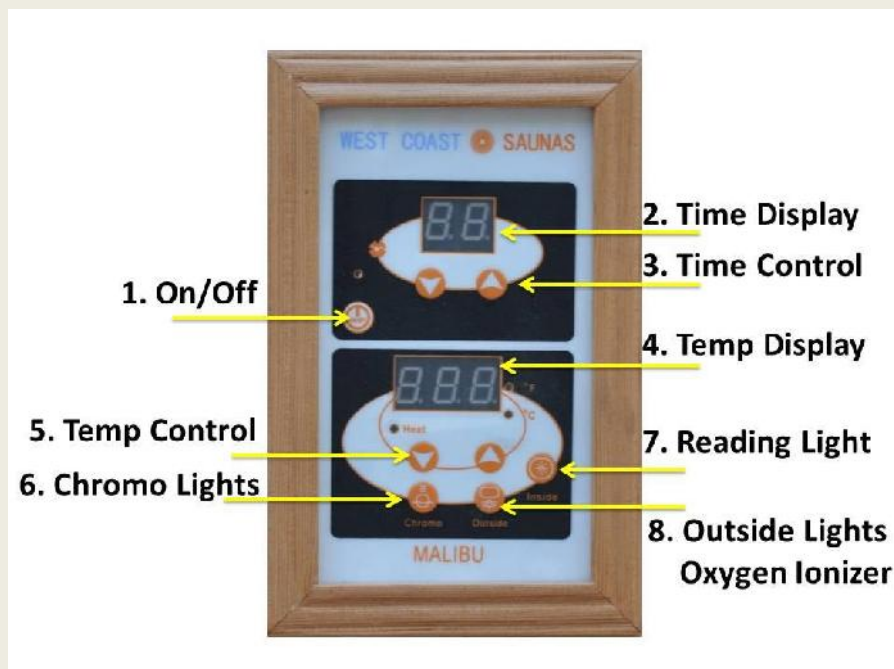 WEST COAST SAUNAS
2. Time Display
3. Time Control
1. On/Off
4. Temp Display
°F
°C
Heat
5. Temp Control
7. Reading Light
6. Chromo Lights
Inside
Chromo Outside
8. Outside Lights
Oxygen Ionizer
MALIBU